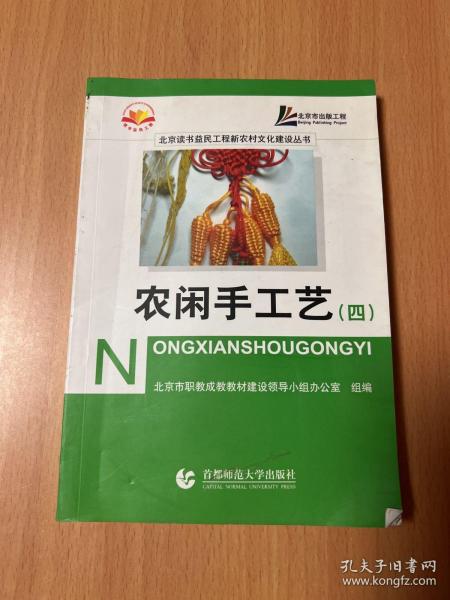 北京市出版工程
Beijing Publishing Project
北京读书益民工程新农村文化建设丛书
农闲手工艺(四)
NONGXIANSHOUGONGYI
北京市职教成教教材建设领导小组办公室 组编
首都师范大学出版社
CAPITAL NORMAL UNIVERSITY PRESS
孔夫子旧书网
www.kongfz.com